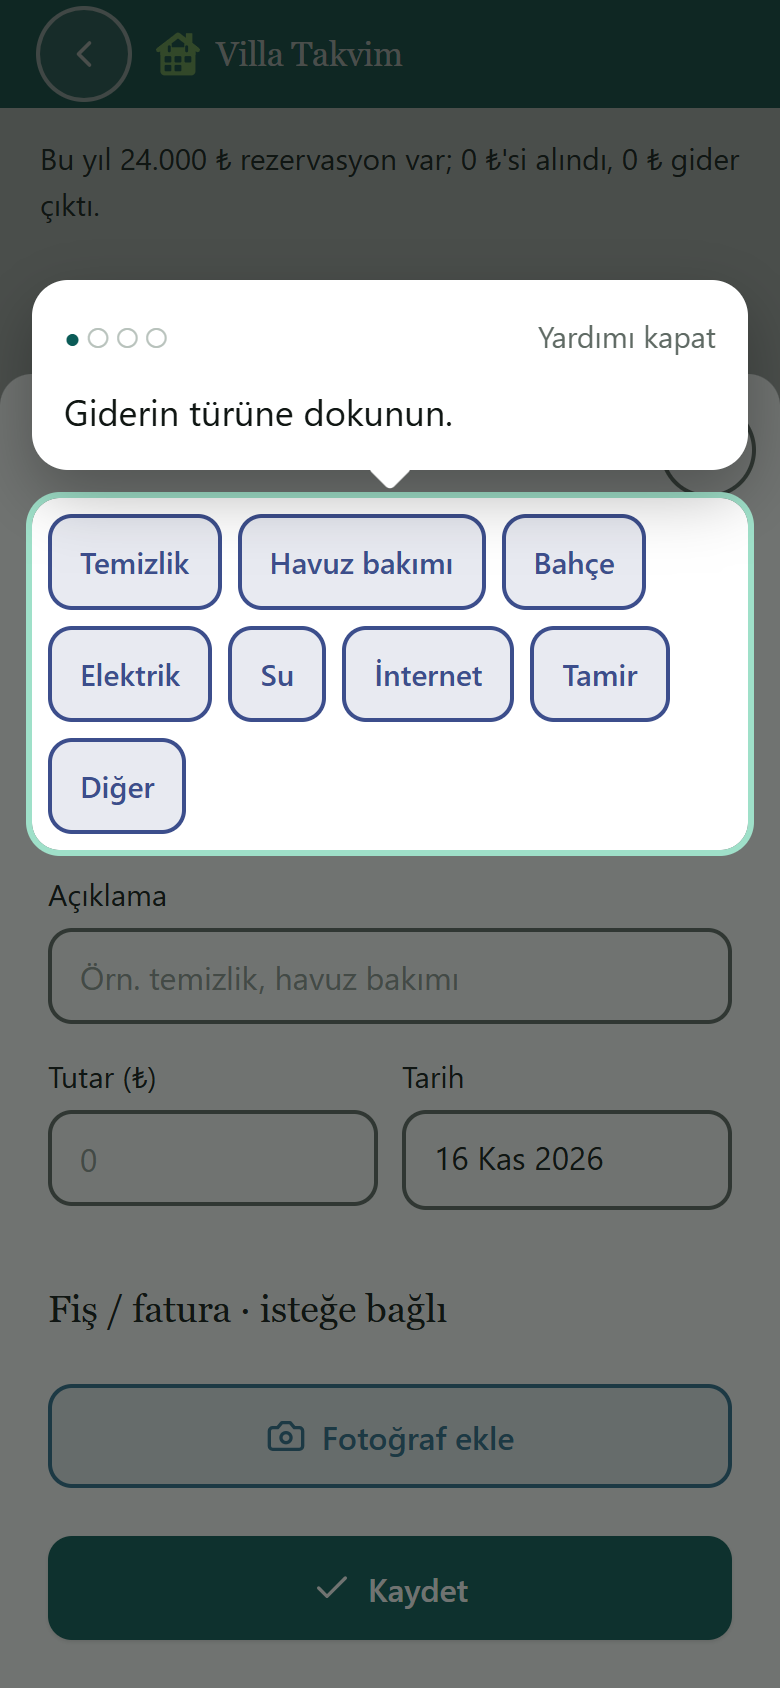 Villa Takvim
Bu yıl 24.000 ₺ rezervasyon var; 0 ₺'si alındı, 0 ₺ gider
çıktı.
Yardımı kapat
Giderin türüne dokunun.
Temizlik Havuz bakımı Bahçe
Elektrik Su İnternet Tamir
Diğer
Açıklama
Örn. temizlik, havuz bakımı
Tutar (₺) Tarih
0 16 Kas 2026
Fiş / fatura · isteğe bağlı
Fotoğraf ekle
Kaydet